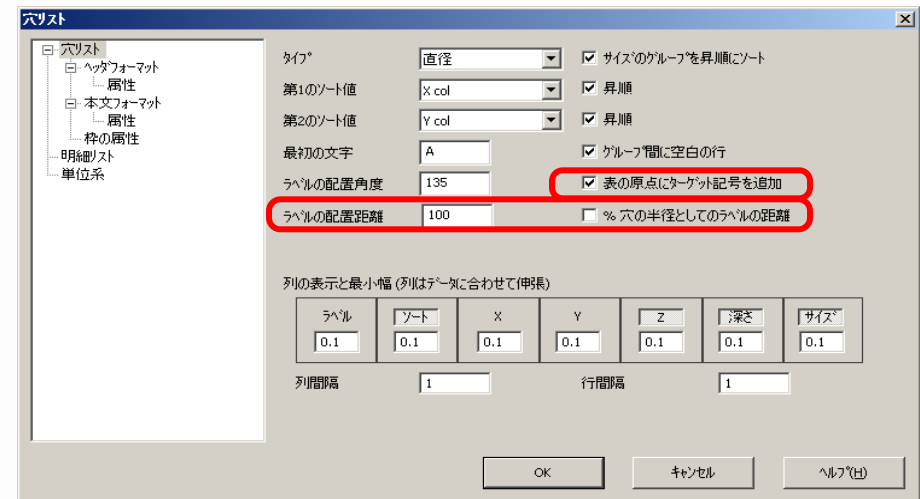 穴リスト
穴リスト
ヘッダフォーマット
属性
本文フォーマット
属性
枠の属性
明細リスト
単位系
タイプ 直径 サイズのグループを昇順にソート
第1のソート値 X col 昇順
第2のソート値 Y col 昇順
最初の文字 A グループ間に空白の行
ラベルの配置角度 135 表の原点にターゲット記号を追加
ラベルの配置距離 100 % 穴の半径としてのラベルの距離
列の表示と最小幅 (列はデータに合わせて伸張)
ラベル ソート X Y Z 深さ サイズ
0.1 0.1 0.1 0.1 0.1 0.1 0.1
列間隔 1 行間隔 1
OK キャンセル ヘルプ(H)